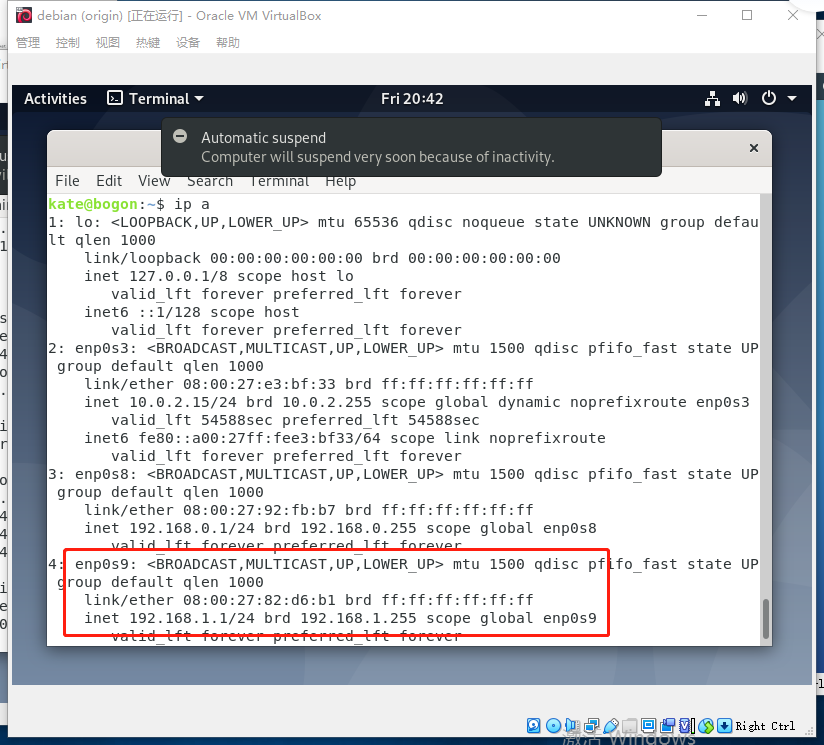 debian (origin) [正在运行] - Oracle VM VirtualBox
管理 控制 视图 热键 设备 帮助
Activities Terminal Fri 20:42
Automatic suspend
Computer will suspend very soon because of inactivity.
File Edit View Search Terminal Help
kate@bogon:~$ ip a
1: lo: <LOOPBACK,UP,LOWER_UP> mtu 65536 qdisc noqueue state UNKNOWN group defau
lt qlen 1000
link/loopback 00:00:00:00:00:00 brd 00:00:00:00:00:00
inet 127.0.0.1/8 scope host lo
valid_lft forever preferred_lft forever
inet6 ::1/128 scope host
valid_lft forever preferred_lft forever
2: enp0s3: <BROADCAST,MULTICAST,UP,LOWER_UP> mtu 1500 qdisc pfifo_fast state UP
group default qlen 1000
link/ether 08:00:27:e3:bf:33 brd ff:ff:ff:ff:ff:ff
inet 10.0.2.15/24 brd 10.0.2.255 scope global dynamic noprefixroute enp0s3
valid_lft 54588sec preferred_lft 54588sec
inet6 fe80::a00:27ff:fee3:bf33/64 scope link noprefixroute
valid_lft forever preferred_lft forever
3: enp0s8: <BROADCAST,MULTICAST,UP,LOWER_UP> mtu 1500 qdisc pfifo_fast state UP
group default qlen 1000
link/ether 08:00:27:92:fb:b7 brd ff:ff:ff:ff:ff:ff
inet 192.168.0.1/24 brd 192.168.0.255 scope global enp0s8
valid_lft forever preferred_lft forever
4: enp0s9: <BROADCAST,MULTICAST,UP,LOWER_UP> mtu 1500 qdisc pfifo_fast state UP
group default qlen 1000
link/ether 08:00:27:82:d6:b1 brd ff:ff:ff:ff:ff:ff
inet 192.168.1.1/24 brd 192.168.1.255 scope global enp0s9
valid_lft forever preferred_lft forever
Right Ctrl
激活 Windows